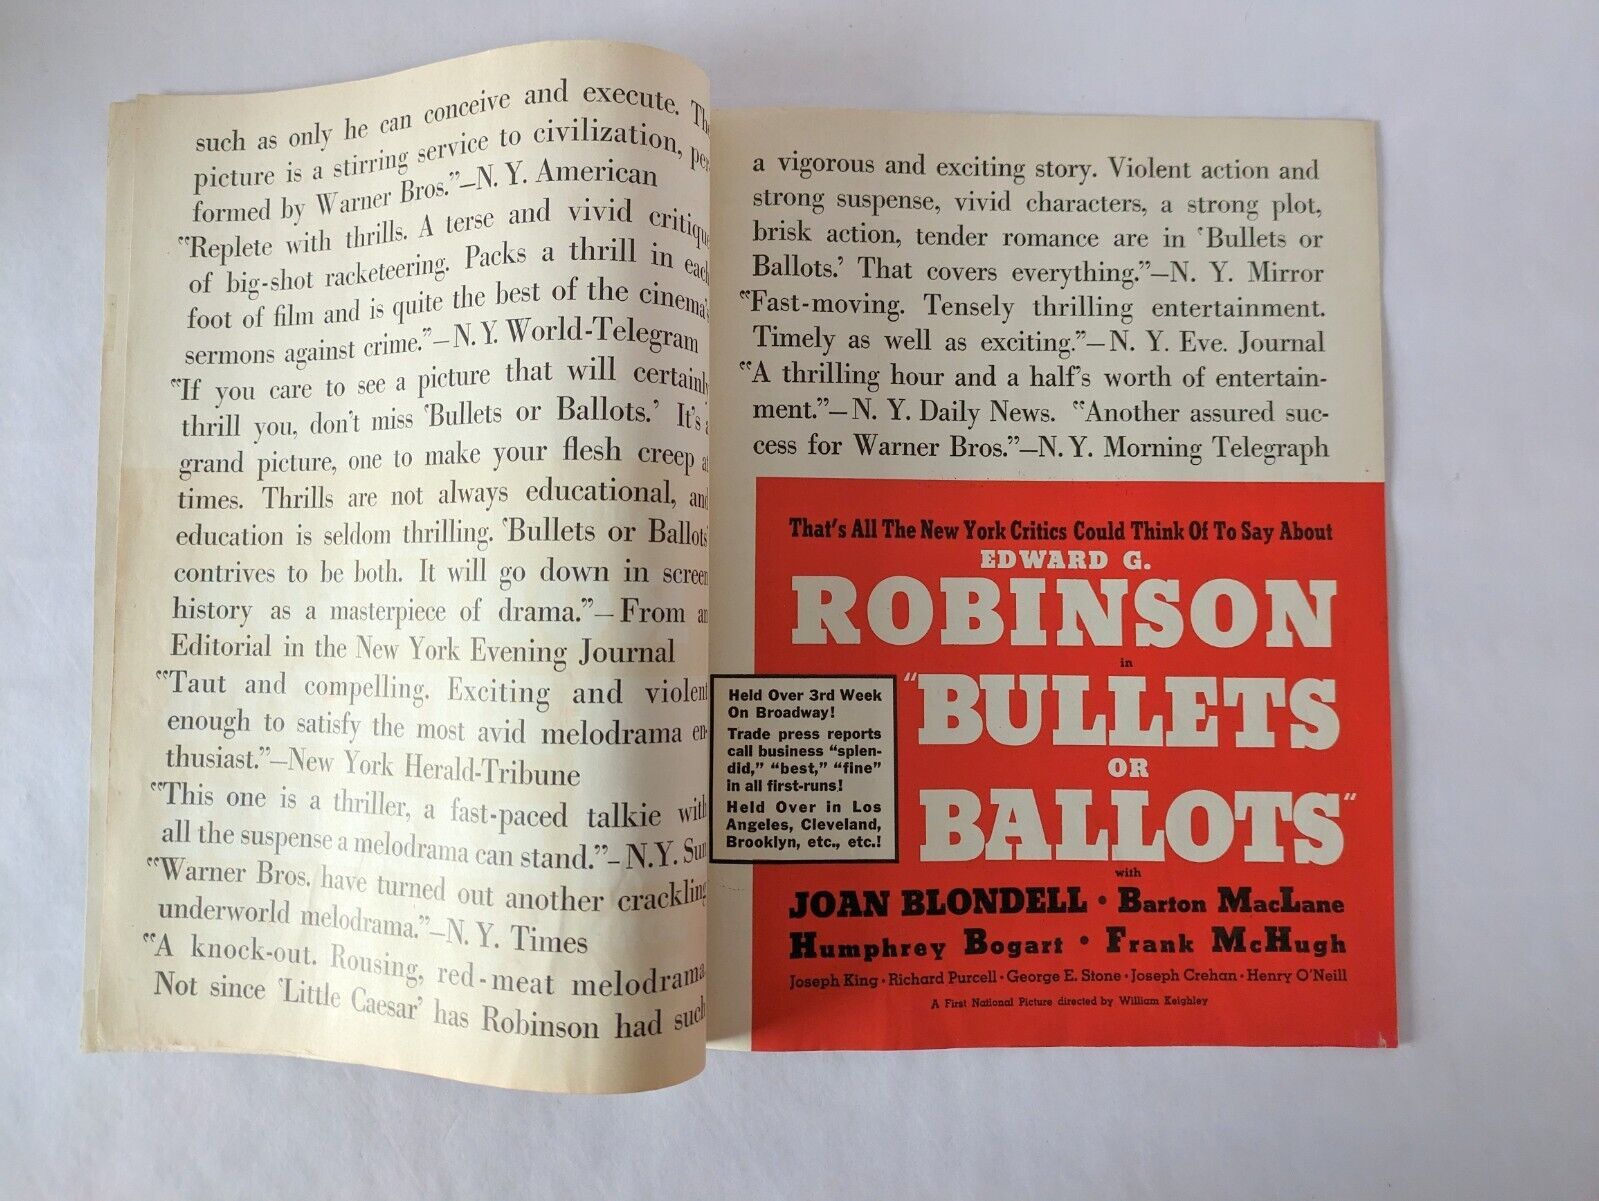 such as only he can conceive and execute. The
picture is a stirring service to civilization, per-
formed by Warner Bros.”—N. Y. American
“Replete with thrills. A terse and vivid critique
of big-shot racketeering. Packs a thrill in each
foot of film and is quite the best of the cinema's
sermons against crime.”—N. Y. World-Telegram
“If you care to see a picture that will certainly
thrill you, don't miss ‘Bullets or Ballots.’ It's a
grand picture, one to make your flesh creep at
times. Thrills are not always educational, and
education is seldom thrilling. ‘Bullets or Ballots’
contrives to be both. It will go down in screen
history as a masterpiece of drama.”—From an
Editorial in the New York Evening Journal
“Taut and compelling. Exciting and violent
enough to satisfy the most avid melodrama en-
thusiast.”—New York Herald-Tribune
“This one is a thriller, a fast-paced talkie with
all the suspense a melodrama can stand.”—N.Y. Sun
“Warner Bros. have turned out another crackling
underworld melodrama.”—N. Y. Times
“A knock-out. Rousing, red-meat melodrama.
Not since ‘Little Caesar’ has Robinson had such
a vigorous and exciting story. Violent action and
strong suspense, vivid characters, a strong plot,
brisk action, tender romance are in ‘Bullets or
Ballots.’ That covers everything.”—N. Y. Mirror
“Fast-moving. Tensely thrilling entertainment.
Timely as well as exciting.”—N. Y. Eve. Journal
“A thrilling hour and a half's worth of entertain-
ment.”—N. Y. Daily News. “Another assured suc-
cess for Warner Bros.”—N. Y. Morning Telegraph
That's All The New York Critics Could Think Of To Say About
EDWARD G.
ROBINSON
in
“BULLETS
OR
BALLOTS”
Held Over 3rd Week
On Broadway!
Trade press reports
call business “splen-
did,” “best,” “fine”
in all first-runs!
Held Over in Los
Angeles, Cleveland,
Brooklyn, etc., etc.!
with
JOAN BLONDELL • Barton MacLane
Humphrey Bogart • Frank McHugh
Joseph King • Richard Purcell • George E. Stone • Joseph Crehan • Henry O'Neill
A First National Picture directed by William Keighley